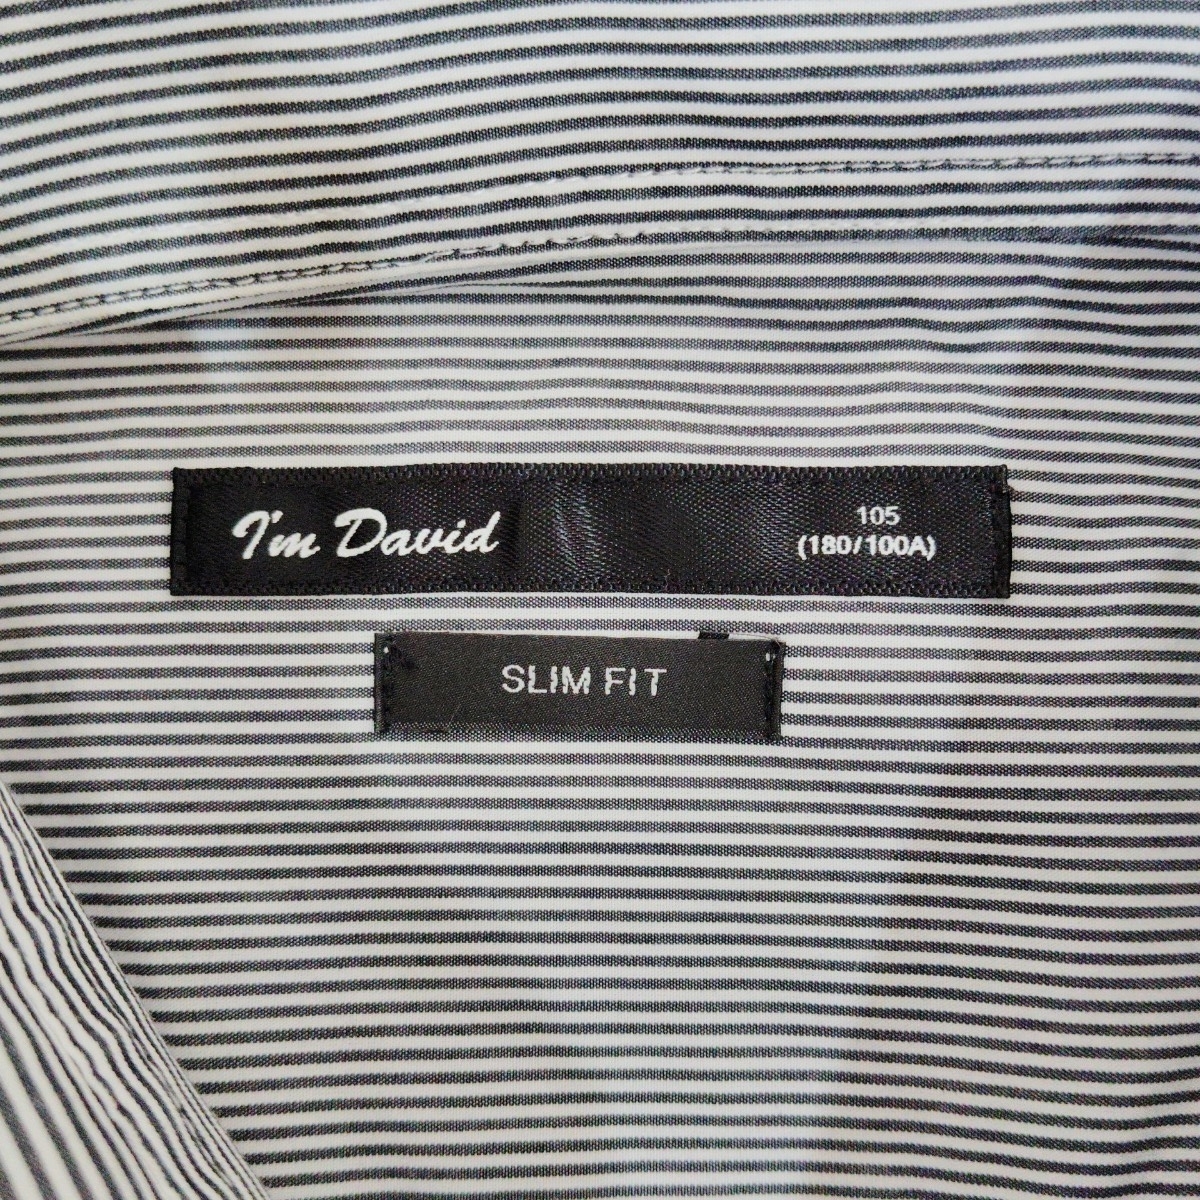 I'm David
105
(180/100A)
SLIM FIT